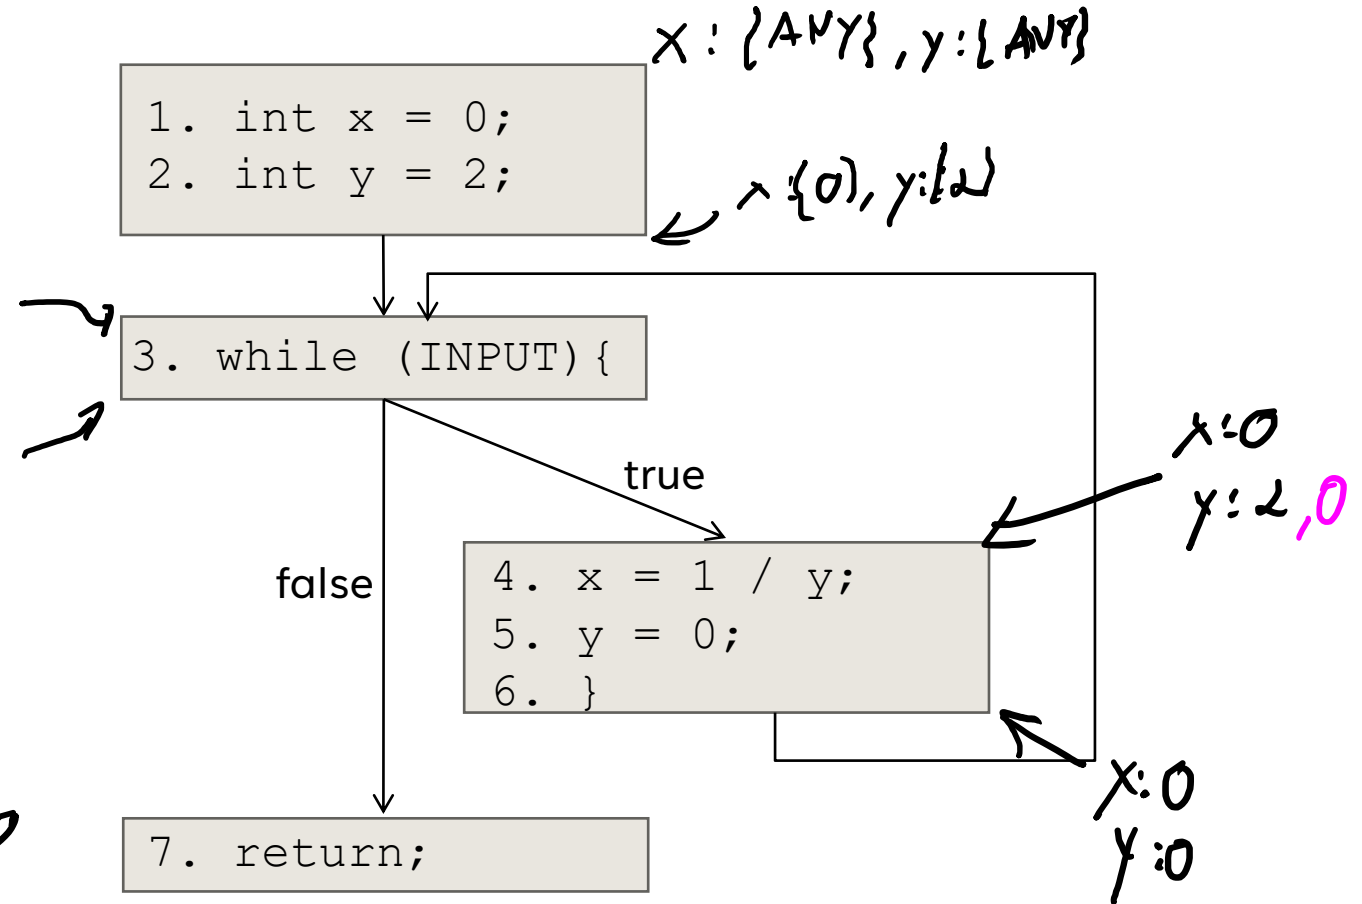 x : {ANY}, y:{ANY}
1. int x = 0;
2. int y = 2;
x:{0}, y:{2}
3. while (INPUT){
x:0
true
y:2,0
false
4. x = 1 / y;
5. y = 0;
6. }
x:0
7. return;
y:0